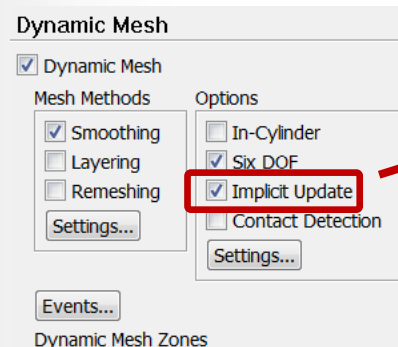 Dynamic Mesh
Dynamic Mesh
Mesh Methods
Smoothing
Layering
Remeshing
Settings...
Options
In-Cylinder
Six DOF
Implicit Update
Contact Detection
Settings...
Events...
Dynamic Mesh Zones